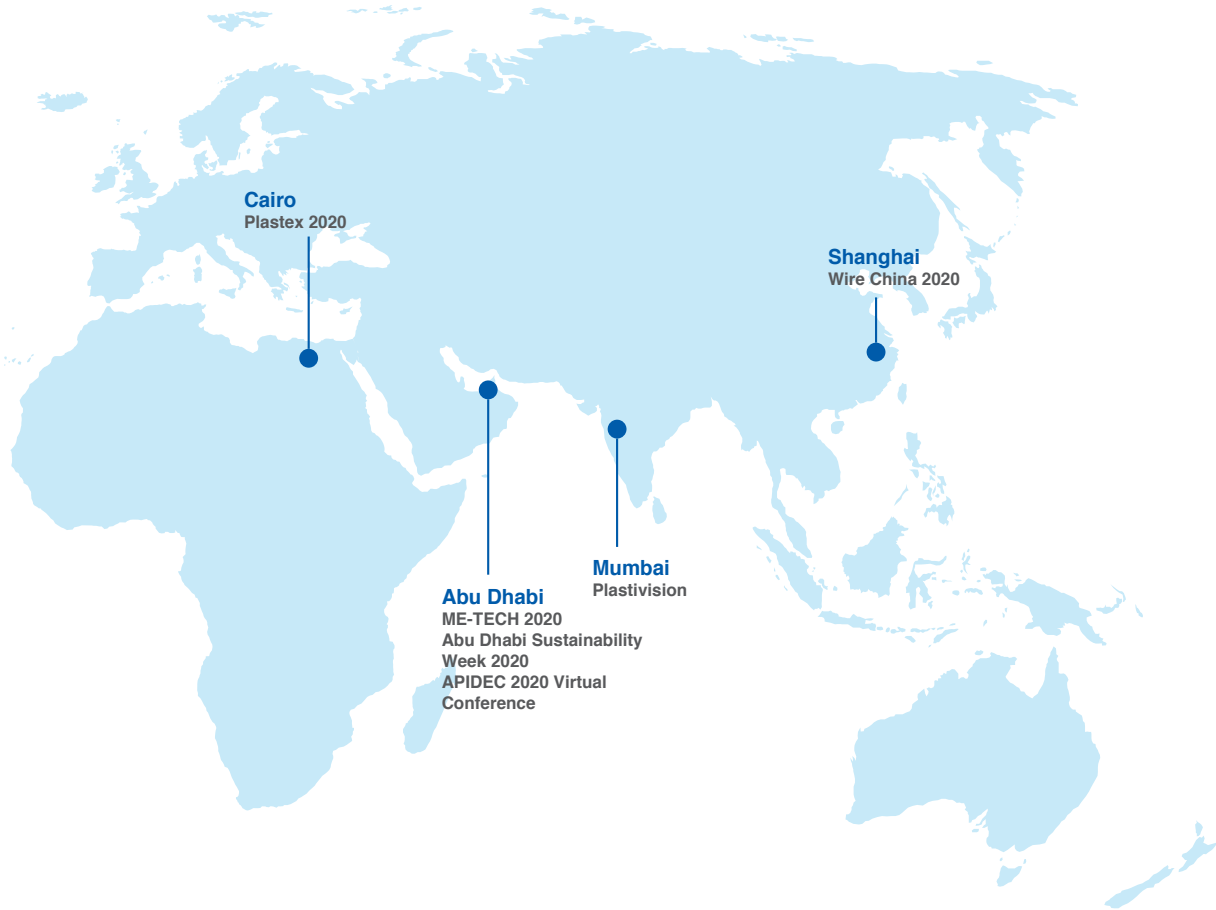 Cairo
Plastex 2020
Shanghai
Wire China 2020
Mumbai
Plastivision
Abu Dhabi
ME-TECH 2020
Abu Dhabi Sustainability
Week 2020
APIDEC 2020 Virtual
Conference